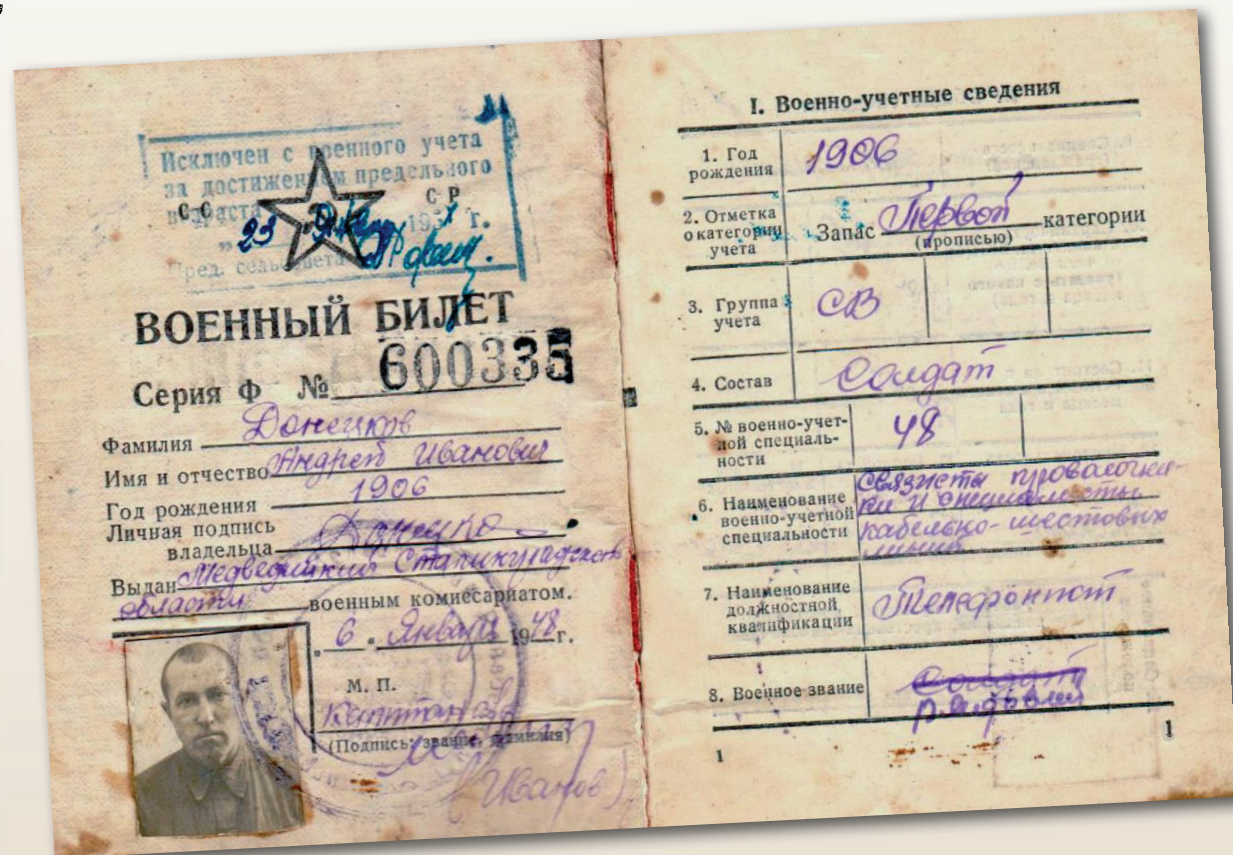 Исключен с военного учета
за достижением предельного
возраста
С С С Р
23 195 г.
Пред. сельсовета
ВОЕННЫЙ БИЛЕТ
Серия Ф № 600335
Фамилия Донецков
Имя и отчество Андрей Иванович
Год рождения 1906
Личная подпись
владельца
Выдан Медведицким Сталинградской
области военным комиссариатом.
„ 6 „ Января 1948 г.
М. П.
Капитан
(Подпись, звание, фамилия)
(Иванов)
I. Военно-учетные сведения
1. Год
рождения
1906
2. Отметка
о категории
учета
Запас Первой категории
(прописью)
3. Группа
учета
СВ
4. Состав
Солдат
5. № военно-учет-
ной специаль-
ности
48
6. Наименование
военно-учетной
специальности
Связисты проволочни-
ки и специалисты
кабельно-шестовых
линий
7. Наименование
должностной
квалификации
Телефонист
8. Военное звание
Солдат
рядовой
1
1